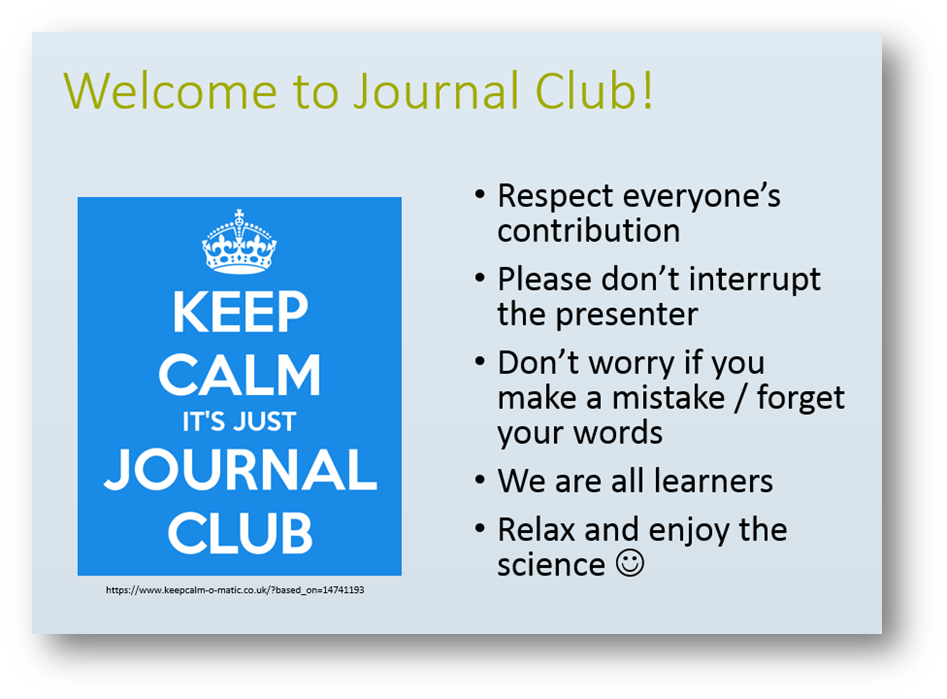 Welcome to Journal Club!
KEEP
CALM
IT'S JUST
JOURNAL
CLUB
https://www.keepcalm-o-matic.co.uk/?based_on=14741193
• Respect everyone’s
contribution
• Please don’t interrupt
the presenter
• Don’t worry if you
make a mistake / forget
your words
• We are all learners
• Relax and enjoy the
science ☺